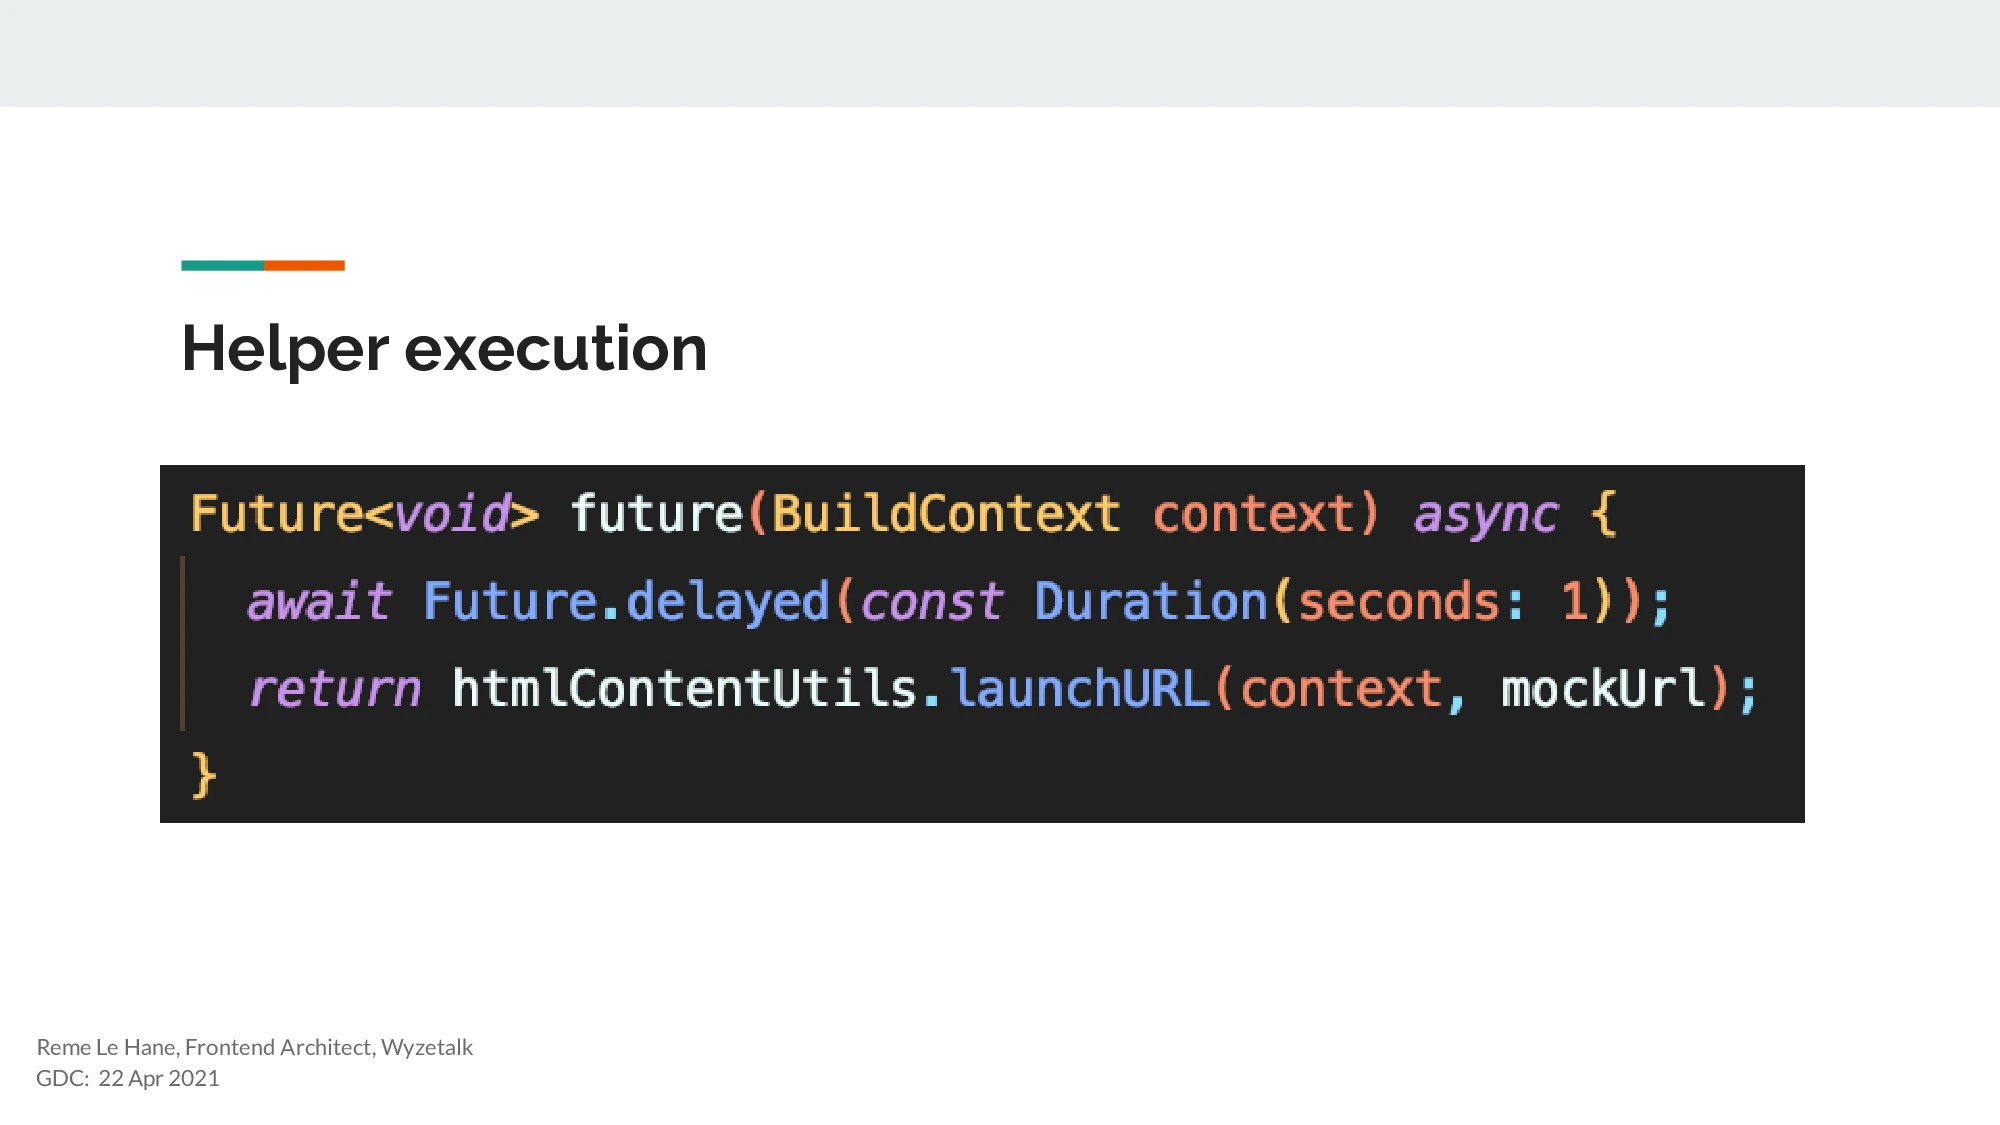 Helper execution
Future<void> future(BuildContext context) async {
  await Future.delayed(const Duration(seconds: 1));
  return htmlContentUtils.launchURL(context, mockUrl);
}
Reme Le Hane, Frontend Architect, Wyzetalk
GDC:  22 Apr 2021